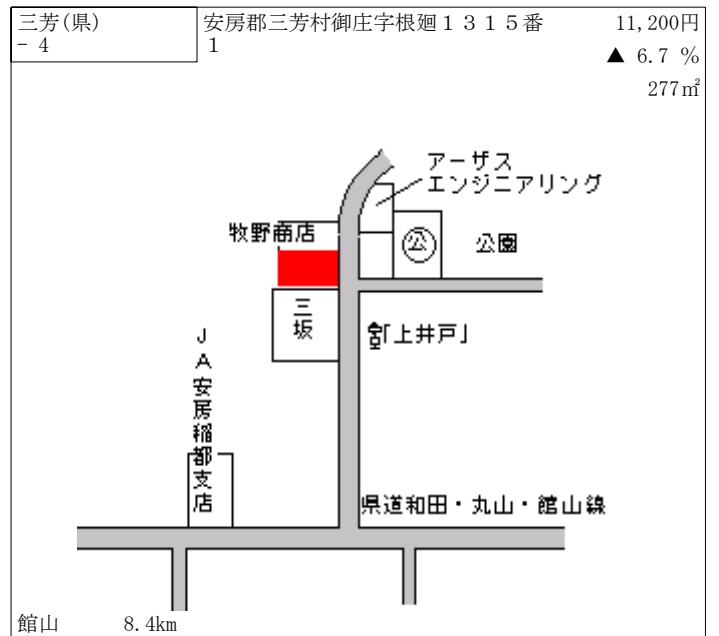 三芳(県)
- 4
安房郡三芳村御庄字根廻１３１５番
１
11,200円
▲ 6.7 %
277㎡
アーザス
エンジニアリング
牧野商店
公
公園
三坂
「上井戸」
ＪＡ安房稲都支店
県道和田・丸山・館山線
館山 8.4km